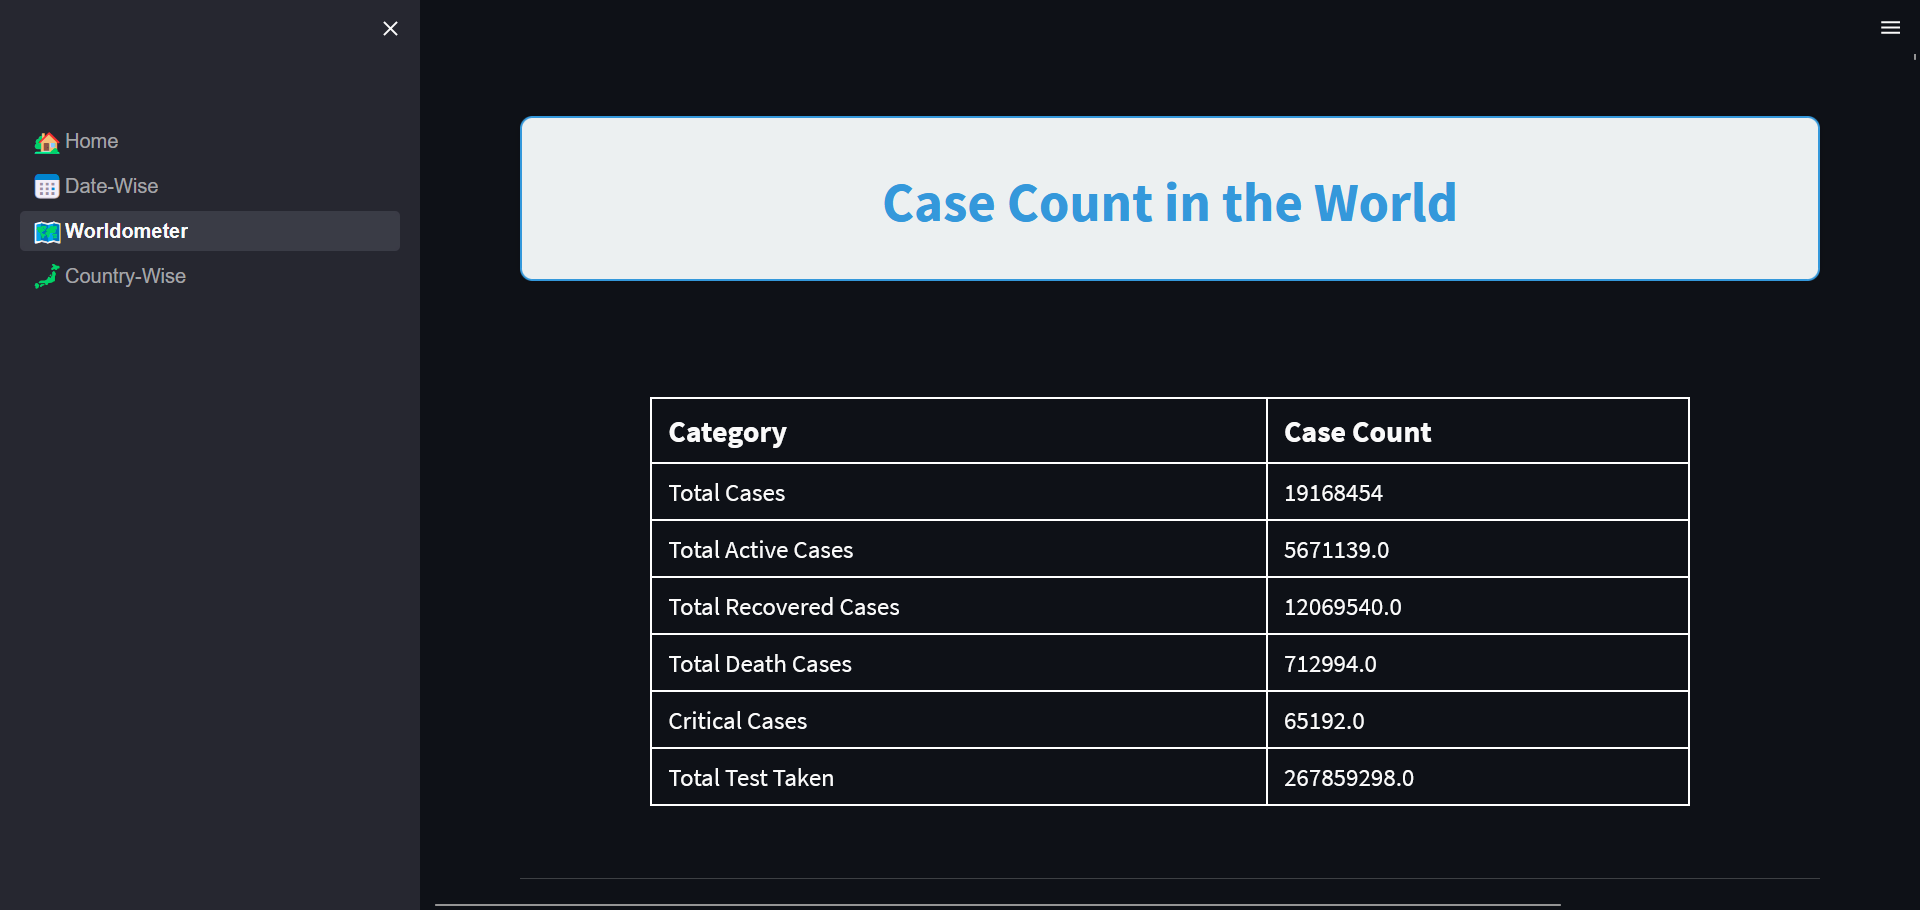 Home
Date-Wise
Worldometer
Country-Wise
Case Count in the World
Category Case Count
Total Cases 19168454
Total Active Cases 5671139.0
Total Recovered Cases 12069540.0
Total Death Cases 712994.0
Critical Cases 65192.0
Total Test Taken 267859298.0